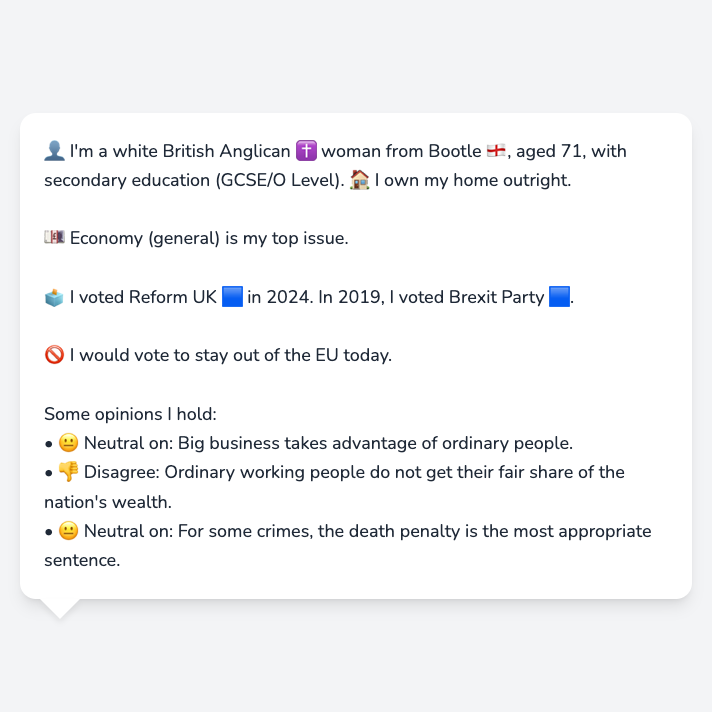 👤 I'm a white British Anglican ✝️ woman from Bootle 🏴󠁧󠁢󠁥󠁮󠁧󠁿, aged 71, with
secondary education (GCSE/O Level). 🏠 I own my home outright.
💷 Economy (general) is my top issue.
🗳️ I voted Reform UK 🟦 in 2024. In 2019, I voted Brexit Party 🟦.
🚫 I would vote to stay out of the EU today.
Some opinions I hold:
• 😐 Neutral on: Big business takes advantage of ordinary people.
• 👎 Disagree: Ordinary working people do not get their fair share of the
nation's wealth.
• 😐 Neutral on: For some crimes, the death penalty is the most appropriate
sentence.